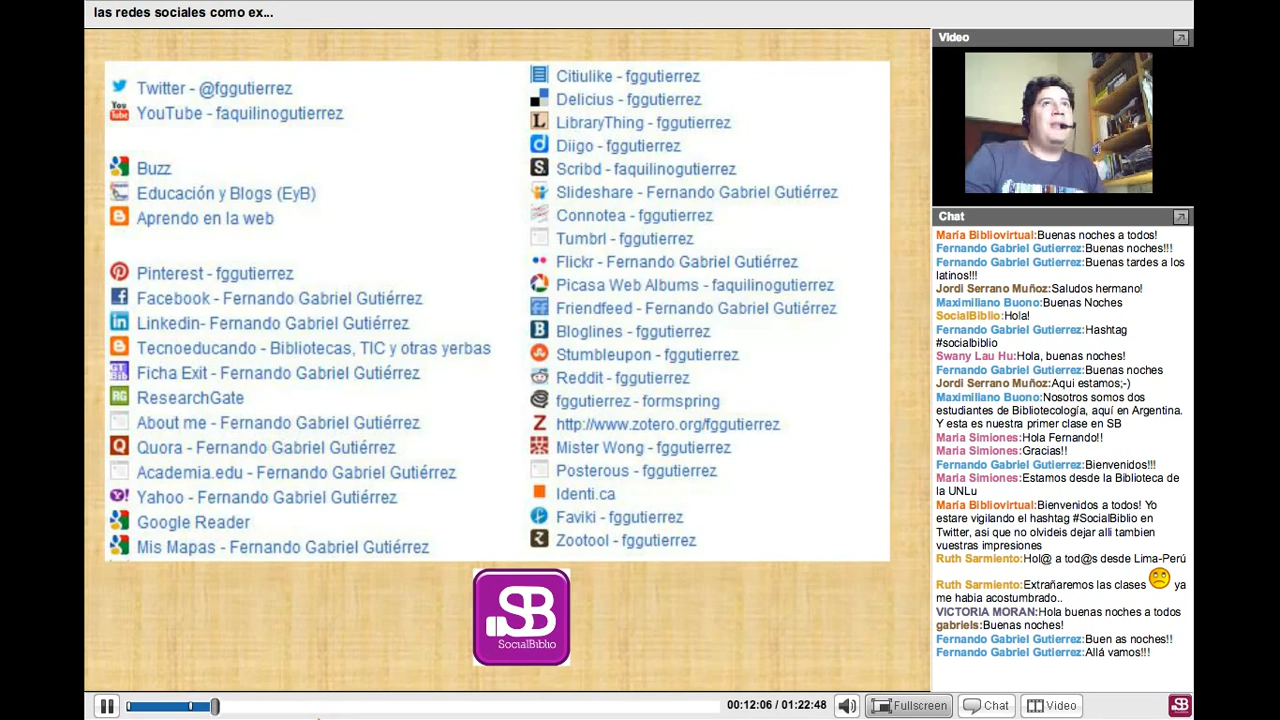 las redes sociales como ex...
Twitter - @fggutierrez
YouTube - faquilinogutierrez
Buzz
Educación y Blogs (EyB)
Aprendo en la web
Pinterest - fggutierrez
Facebook - Fernando Gabriel Gutiérrez
Linkedin- Fernando Gabriel Gutiérrez
Tecnoeducando - Bibliotecas, TIC y otras yerbas
Ficha Exit - Fernando Gabriel Gutiérrez
ResearchGate
About me - Fernando Gabriel Gutiérrez
Quora - Fernando Gabriel Gutiérrez
Academia.edu - Fernando Gabriel Gutiérrez
Yahoo - Fernando Gabriel Gutiérrez
Google Reader
Mis Mapas - Fernando Gabriel Gutiérrez
Citiulike - fggutierrez
Delicius - fggutierrez
LibraryThing - fggutierrez
Diigo - fggutierrez
Scribd - faquilinogutierrez
Slideshare - Fernando Gabriel Gutiérrez
Connotea - fggutierrez
Tumbrl - fggutierrez
Flickr - Fernando Gabriel Gutiérrez
Picasa Web Albums - faquilinogutierrez
Friendfeed - Fernando Gabriel Gutiérrez
Bloglines - fggutierrez
Stumbleupon - fggutierrez
Reddit - fggutierrez
fggutierrez - formspring
http://www.zotero.org/fggutierrez
Mister Wong - fggutierrez
Posterous - fggutierrez
Identi.ca
Faviki - fggutierrez
Zootool - fggutierrez
SB
SocialBiblio
Video
Chat
María Bibliovirtual:Buenas noches a todos!
Fernando Gabriel Gutierrez:Buenas noches!!!
Fernando Gabriel Gutierrez:Buenas tardes a los
latinos!!!
Jordi Serrano Muñoz:Saludos hermano!
Maximiliano Buono:Buenas Noches
SocialBiblio:Hola!
Fernando Gabriel Gutierrez:Hashtag
#socialbiblio
Swany Lau Hu:Hola, buenas noches!
Fernando Gabriel Gutierrez:Buenas noches
Jordi Serrano Muñoz:Aqui estamos;-)
Maximiliano Buono:Nosotros somos dos
estudiantes de Bibliotecología, aquí en Argentina.
Y esta es nuestra primer clase en SB
Maria Simiones:Hola Fernando!!
Maria Simiones:Gracias!!
Fernando Gabriel Gutierrez:Bienvenidos!!!
Maria Simiones:Estamos desde la Biblioteca de
la UNLu
María Bibliovirtual:Bienvenidos a todos! Yo
estare vigilando el hashtag #SocialBiblio en
Twitter, asi que no olvideis dejar alli tambien
vuestras impresiones
Ruth Sarmiento:Hol@ a tod@s desde Lima-Perú
Ruth Sarmiento:Extrañaremos las clases ya
me habia acostumbrado..
VICTORIA MORAN:Hola buenas noches a todos
gabriels:Buenas noches!
Fernando Gabriel Gutierrez:Buen as noches!!
Fernando Gabriel Gutierrez:Allá vamos!!!
00:12:06 / 01:22:48
Fullscreen
Chat
Video
SB